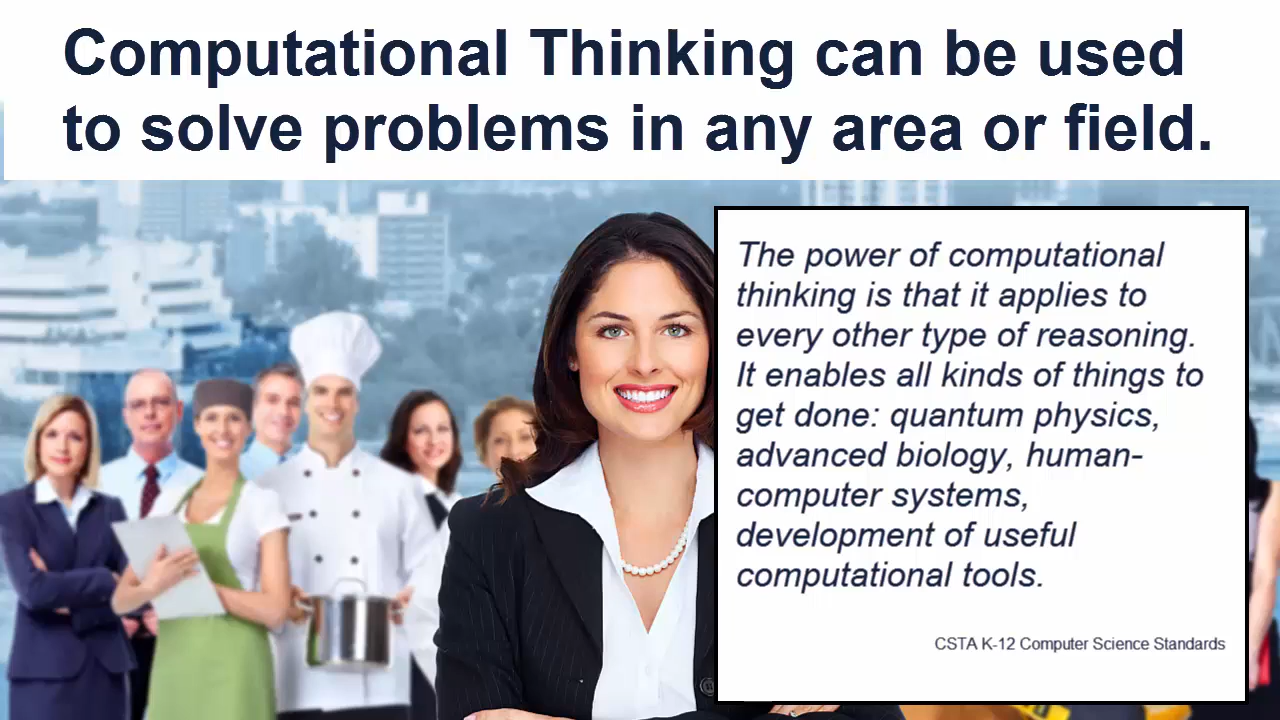 Computational Thinking can be used
to solve problems in any area or field.
The power of computational
thinking is that it applies to
every other type of reasoning.
It enables all kinds of things to
get done: quantum physics,
advanced biology, human-
computer systems,
development of useful
computational tools.
CSTA K-12 Computer Science Standards